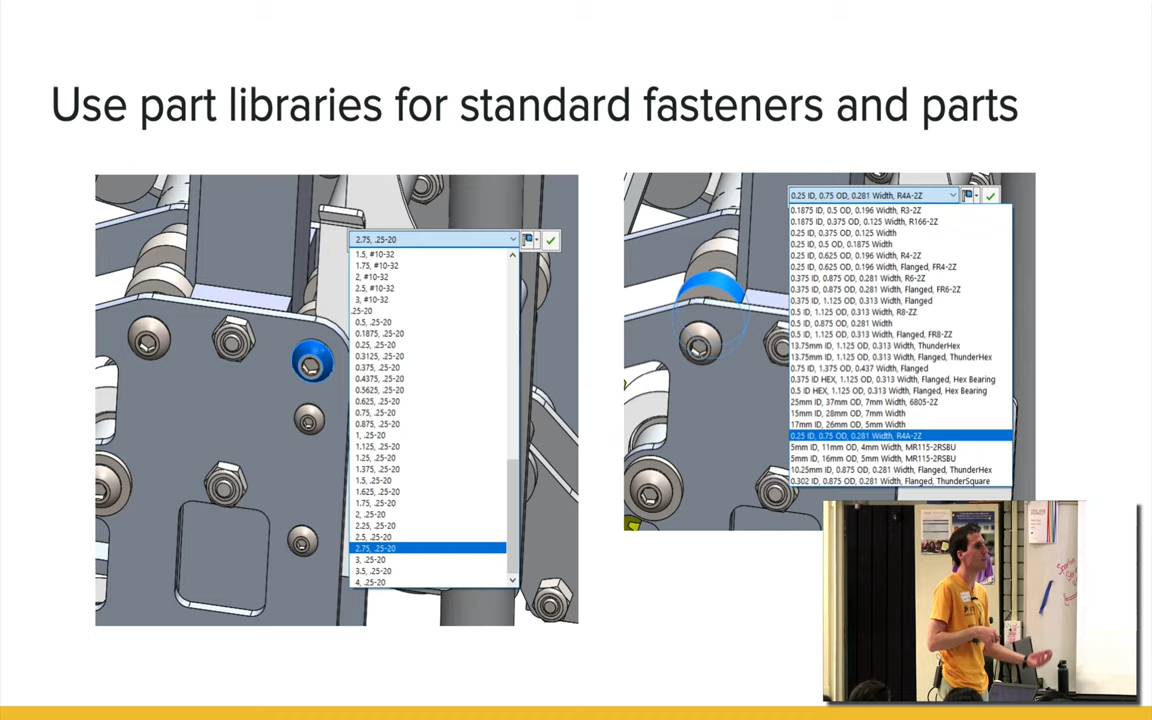 Use part libraries for standard fasteners and parts
2.75, .25-20
1.5, #10-32
1.75, #10-32
2, #10-32
2.5, #10-32
3, #10-32
.25-20
0.5, .25-20
0.1875, .25-20
0.25, .25-20
0.3125, .25-20
0.375, .25-20
0.4375, .25-20
0.5625, .25-20
0.625, .25-20
0.75, .25-20
0.875, .25-20
1, .25-20
1.125, .25-20
1.25, .25-20
1.375, .25-20
1.5, .25-20
1.625, .25-20
1.75, .25-20
2, .25-20
2.25, .25-20
2.5, .25-20
2.75, .25-20
3, .25-20
3.5, .25-20
4, .25-20
0.25 ID, 0.75 OD, 0.281 Width, R4A-2Z
0.1875 ID, 0.5 OD, 0.196 Width, R3-2Z
0.1875 ID, 0.375 OD, 0.125 Width, R166-2Z
0.25 ID, 0.375 OD, 0.125 Width
0.25 ID, 0.5 OD, 0.1875 Width
0.25 ID, 0.625 OD, 0.196 Width, R4-2Z
0.25 ID, 0.625 OD, 0.196 Width, Flanged, FR4-2Z
0.375 ID, 0.875 OD, 0.281 Width, R6-2Z
0.375 ID, 0.875 OD, 0.281 Width, Flanged, FR6-2Z
0.375 ID, 1.125 OD, 0.313 Width, Flanged
0.5 ID, 1.125 OD, 0.313 Width, R8-ZZ
0.5 ID, 0.875 OD, 0.281 Width
0.5 ID, 1.125 OD, 0.313 Width, Flanged, FR8-ZZ
13.75mm ID, 1.125 OD, 0.313 Width, ThunderHex
13.75mm ID, 1.125 OD, 0.313 Width, Flanged, ThunderHex
0.75 ID, 1.375 OD, 0.437 Width, Flanged
0.375 ID HEX, 1.125 OD, 0.313 Width, Flanged, Hex Bearing
0.5 ID HEX, 1.125 OD, 0.313 Width, Flanged, Hex Bearing
25mm ID, 37mm OD, 7mm Width, 6805-2Z
15mm ID, 28mm OD, 7mm Width
17mm ID, 26mm OD, 5mm Width
0.25 ID, 0.75 OD, 0.281 Width, R4A-2Z
5mm ID, 11mm OD, 4mm Width, MR115-2RSBU
5mm ID, 16mm OD, 5mm Width, MR115-2RSBU
10.25mm ID, 0.875 OD, 0.281 Width, Flanged, ThunderHex
0.302 ID, 0.875 OD, 0.281 Width, Flanged, ThunderSquare